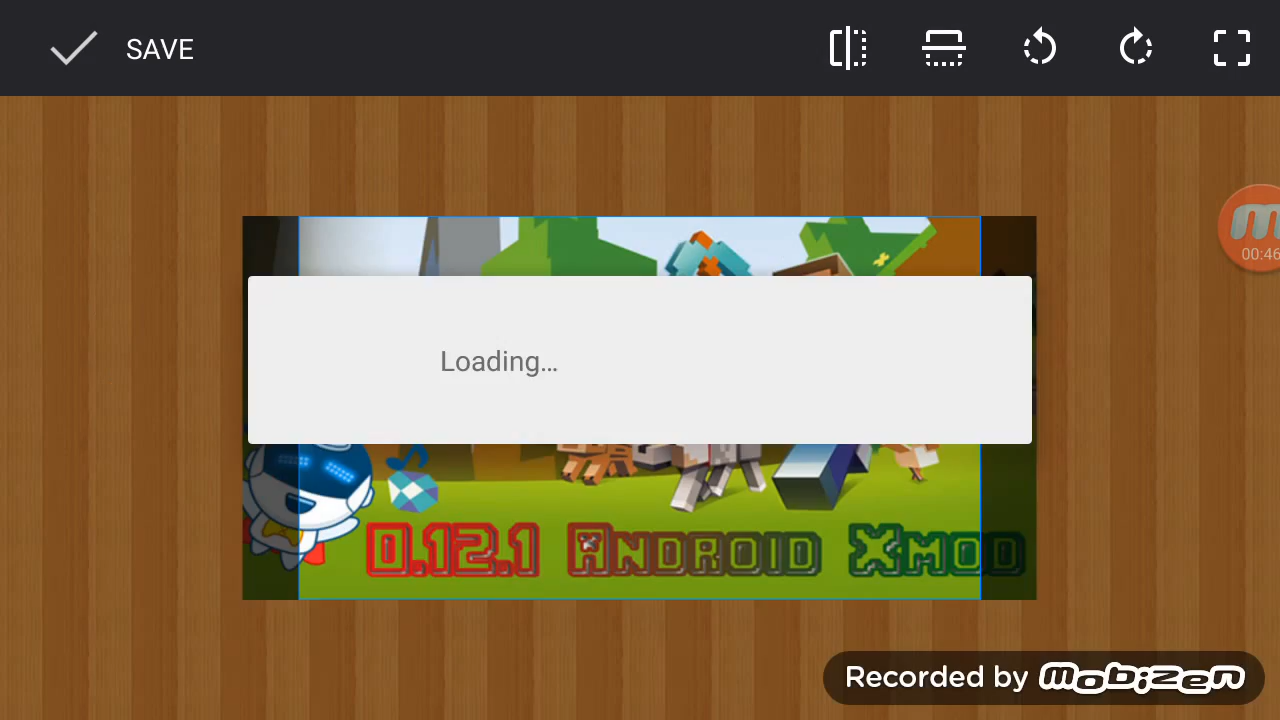 SAVE
00:46
Loading...
0.12.1 Android Xmod
Recorded by mobizen